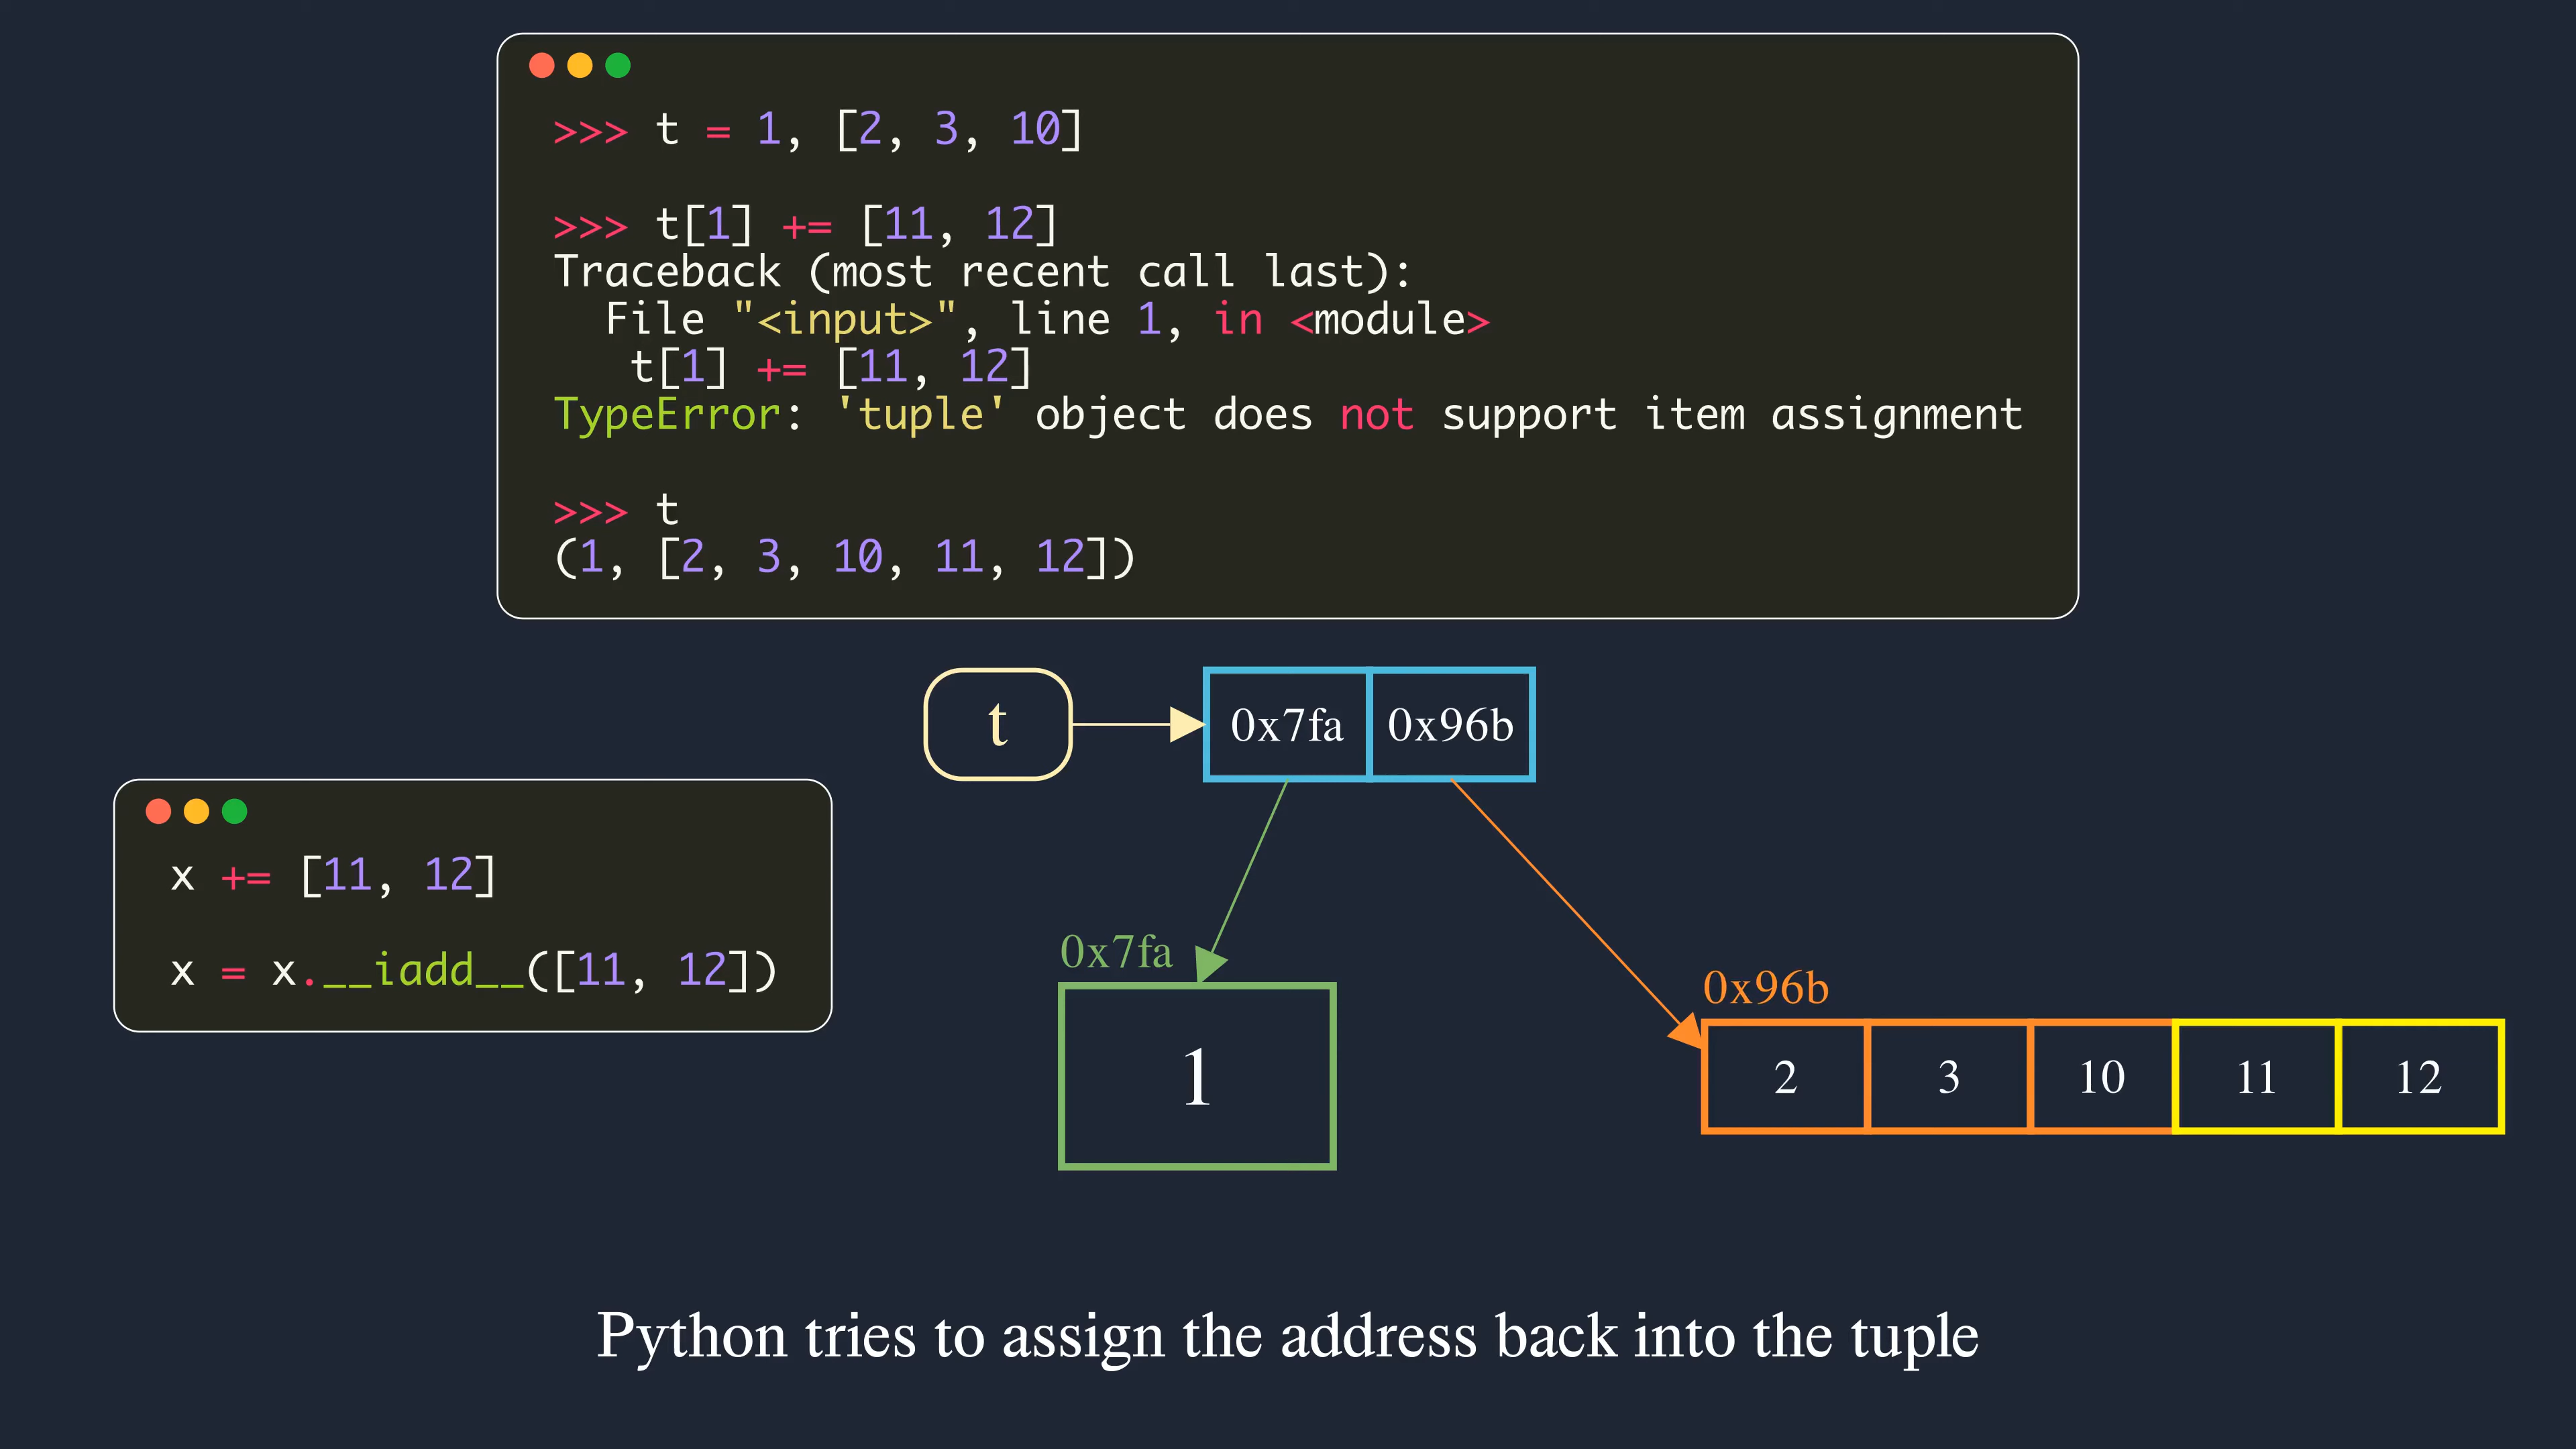 >>> t = 1, [2, 3, 10]
>>> t[1] += [11, 12]
Traceback (most recent call last):
  File "<input>", line 1, in <module>
   t[1] += [11, 12]
TypeError: 'tuple' object does not support item assignment
>>> t
(1, [2, 3, 10, 11, 12])
t
0x7fa 0x96b
x += [11, 12]
x = x.__iadd__([11, 12])
0x7fa
1
0x96b
2 3 10 11 12
Python tries to assign the address back into the tuple